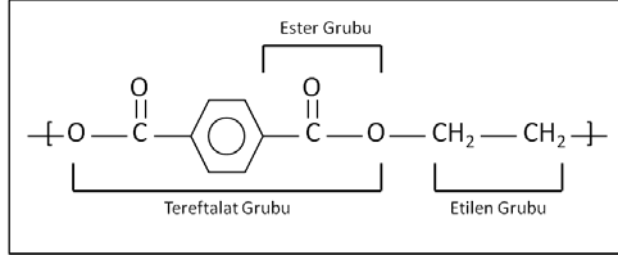 Ester Grubu
O O
-[-O—C C—O—CH₂—CH₂-]-
Tereftalat Grubu Etilen Grubu